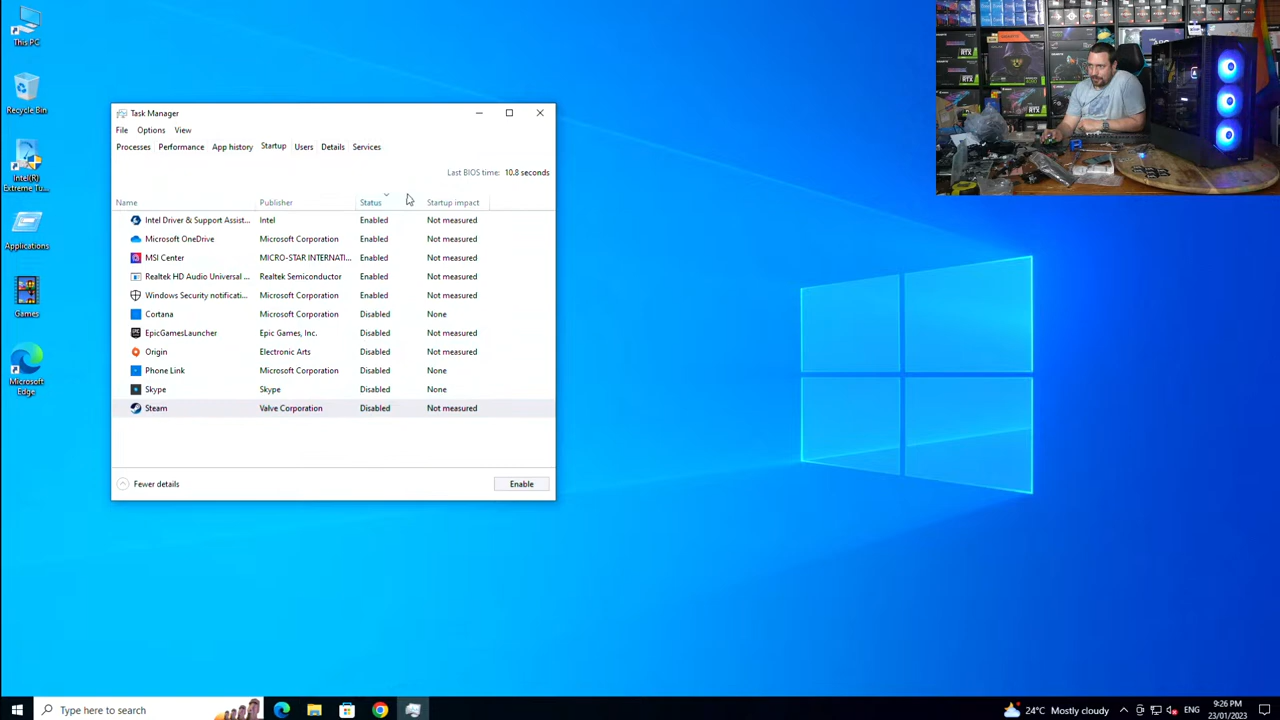 This PC
Recycle Bin
Intel(R)
Extreme Tu...
Applications
Games
Microsoft
Edge
Task Manager
File Options View
Processes Performance App history Startup Users Details Services
Last BIOS time: 10.8 seconds
Name Publisher Status Startup impact
Intel Driver & Support Assist... Intel Enabled Not measured
Microsoft OneDrive Microsoft Corporation Enabled Not measured
MSI Center MICRO-STAR INTERNATI... Enabled Not measured
Realtek HD Audio Universal ... Realtek Semiconductor Enabled Not measured
Windows Security notificati... Microsoft Corporation Enabled Not measured
Cortana Microsoft Corporation Disabled None
EpicGamesLauncher Epic Games, Inc. Disabled Not measured
Origin Electronic Arts Disabled Not measured
Phone Link Microsoft Corporation Disabled None
Skype Skype Disabled None
Steam Valve Corporation Disabled Not measured
Fewer details Enable
Type here to search
24°C Mostly cloudy
ENG
9:26 PM
23/01/2023